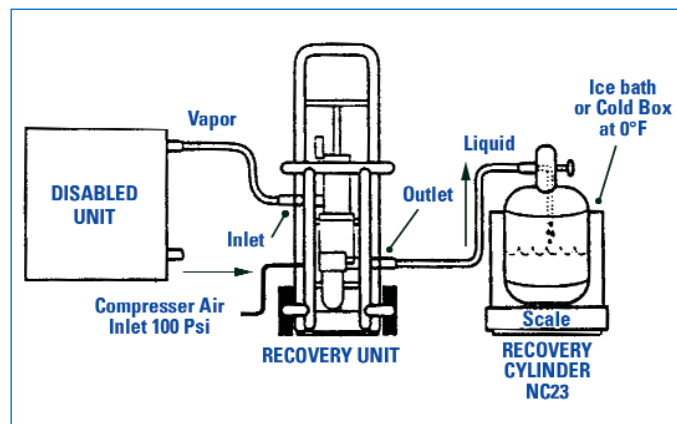 Vapor
DISABLED
UNIT
Inlet
Compresser Air
Inlet 100 Psi
RECOVERY UNIT
Outlet
Liquid
Ice bath
or Cold Box
at 0°F
Scale
RECOVERY
CYLINDER
NC23